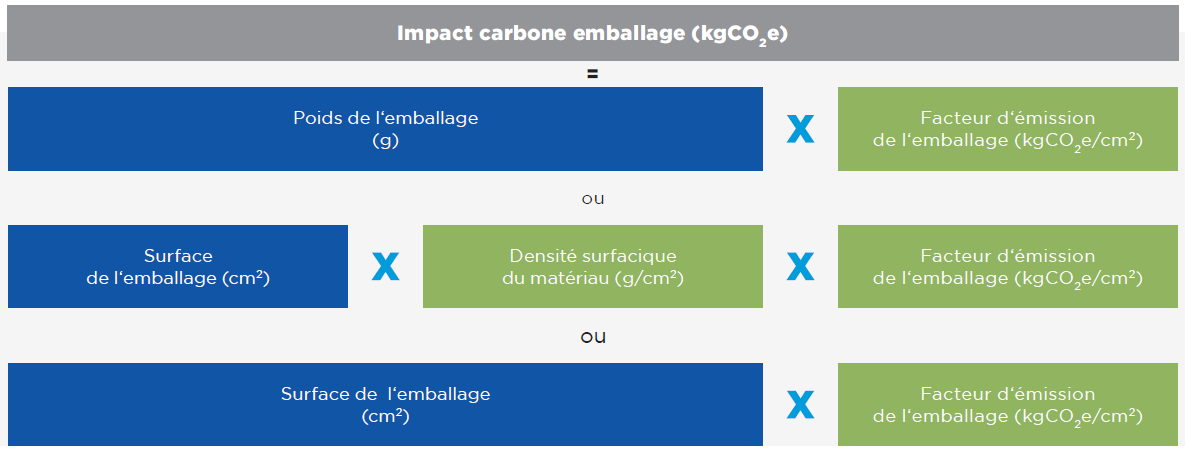 Impact carbone emballage (kgCO₂e)
=
Poids de l‘emballage
(g)
X
Facteur d‘émission
de l‘emballage (kgCO₂e/cm²)
ou
Surface
de l‘emballage (cm²)
X
Densité surfacique
du matériau (g/cm²)
X
Facteur d‘émission
de l‘emballage (kgCO₂e/cm²)
ou
Surface de l‘emballage
(cm²)
X
Facteur d‘émission
de l‘emballage (kgCO₂e/cm²)